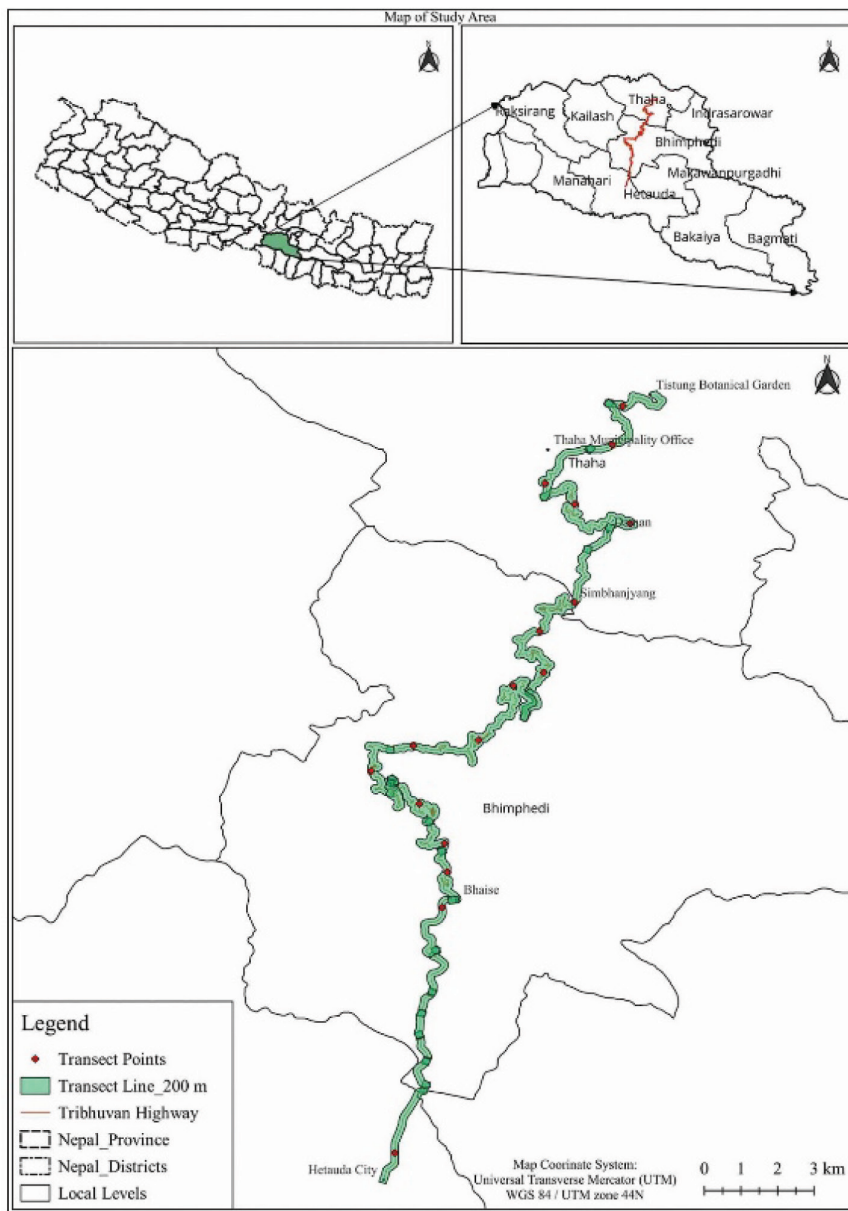 Map of Study Area
N
N
Thaha
Raksirang
Kailash
Indrasarowar
Bhimphedi
Manahari
Makawanpurgadhi
Hetauda
Bakaiya
Bagmati
N
Tistung Botanical Garden
Thaha Municipality Office
Thaha
Simbhanjyang
Bhimphedi
Bhaise
Legend
Transect Points
Transect Line_200 m
Tribhuvan Highway
Nepal_Province
Nepal_Districts
Local Levels
Hetauda City
Map Coorinate System:
Universal Transverse Mercator (UTM)
WGS 84 / UTM zone 44N
0 1 2 3 km